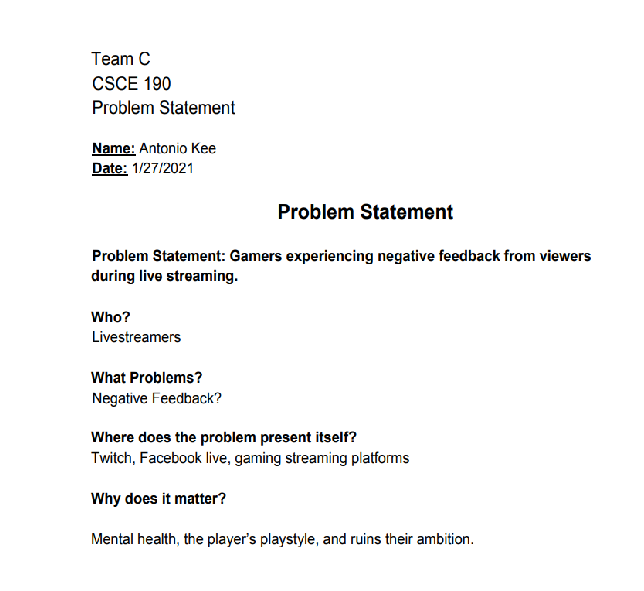 Team C
CSCE 190
Problem Statement
Name: Antonio Kee
Date: 1/27/2021
Problem Statement
Problem Statement: Gamers experiencing negative feedback from viewers
during live streaming.
Who?
Livestreamers
What Problems?
Negative Feedback?
Where does the problem present itself?
Twitch, Facebook live, gaming streaming platforms
Why does it matter?
Mental health, the player's playstyle, and ruins their ambition.